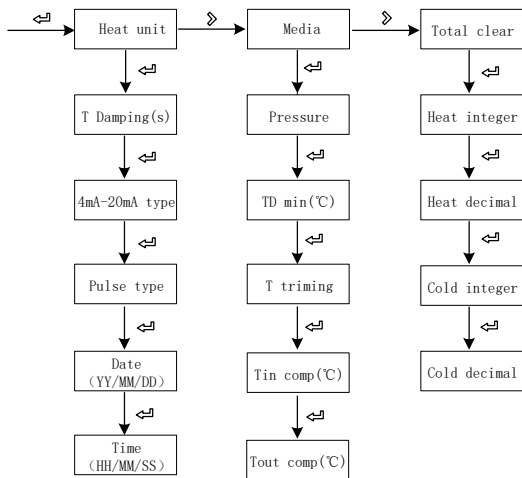 Heat unit
Media
Total clear
T Damping(s)
Pressure
Heat integer
4mA-20mA type
TD min(℃)
Heat decimal
Pulse type
T triming
Cold integer
Date
(YY/MM/DD)
Tin comp(℃)
Cold decimal
Time
(HH/MM/SS)
Tout comp(℃)